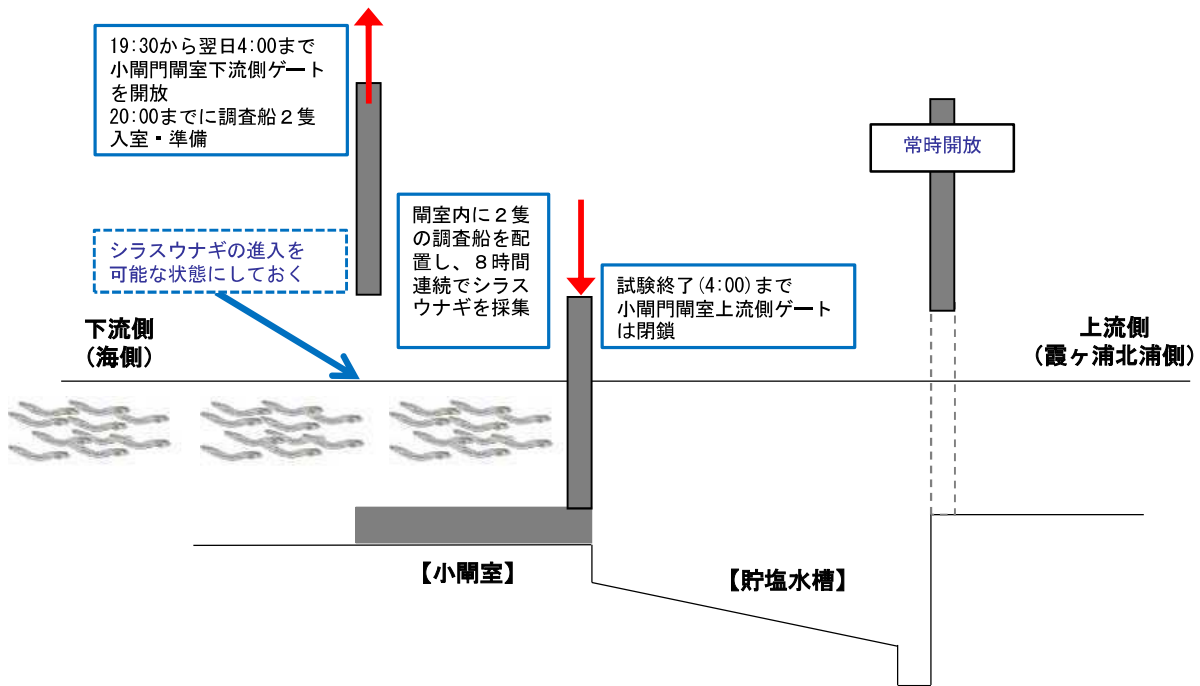 19:30から翌日4:00まで
小閘門閘室下流側ゲート
を開放
20:00までに調査船２隻
入室・準備
常時開放
閘室内に２隻
の調査船を配
置し、８時間
連続でシラス
ウナギを採集
シラスウナギの進入を
可能な状態にしておく
試験終了(4:00)まで
小閘門閘室上流側ゲート
は閉鎖
下流側
（海側）
上流側
（霞ヶ浦北浦側）
【小閘室】
【貯塩水槽】